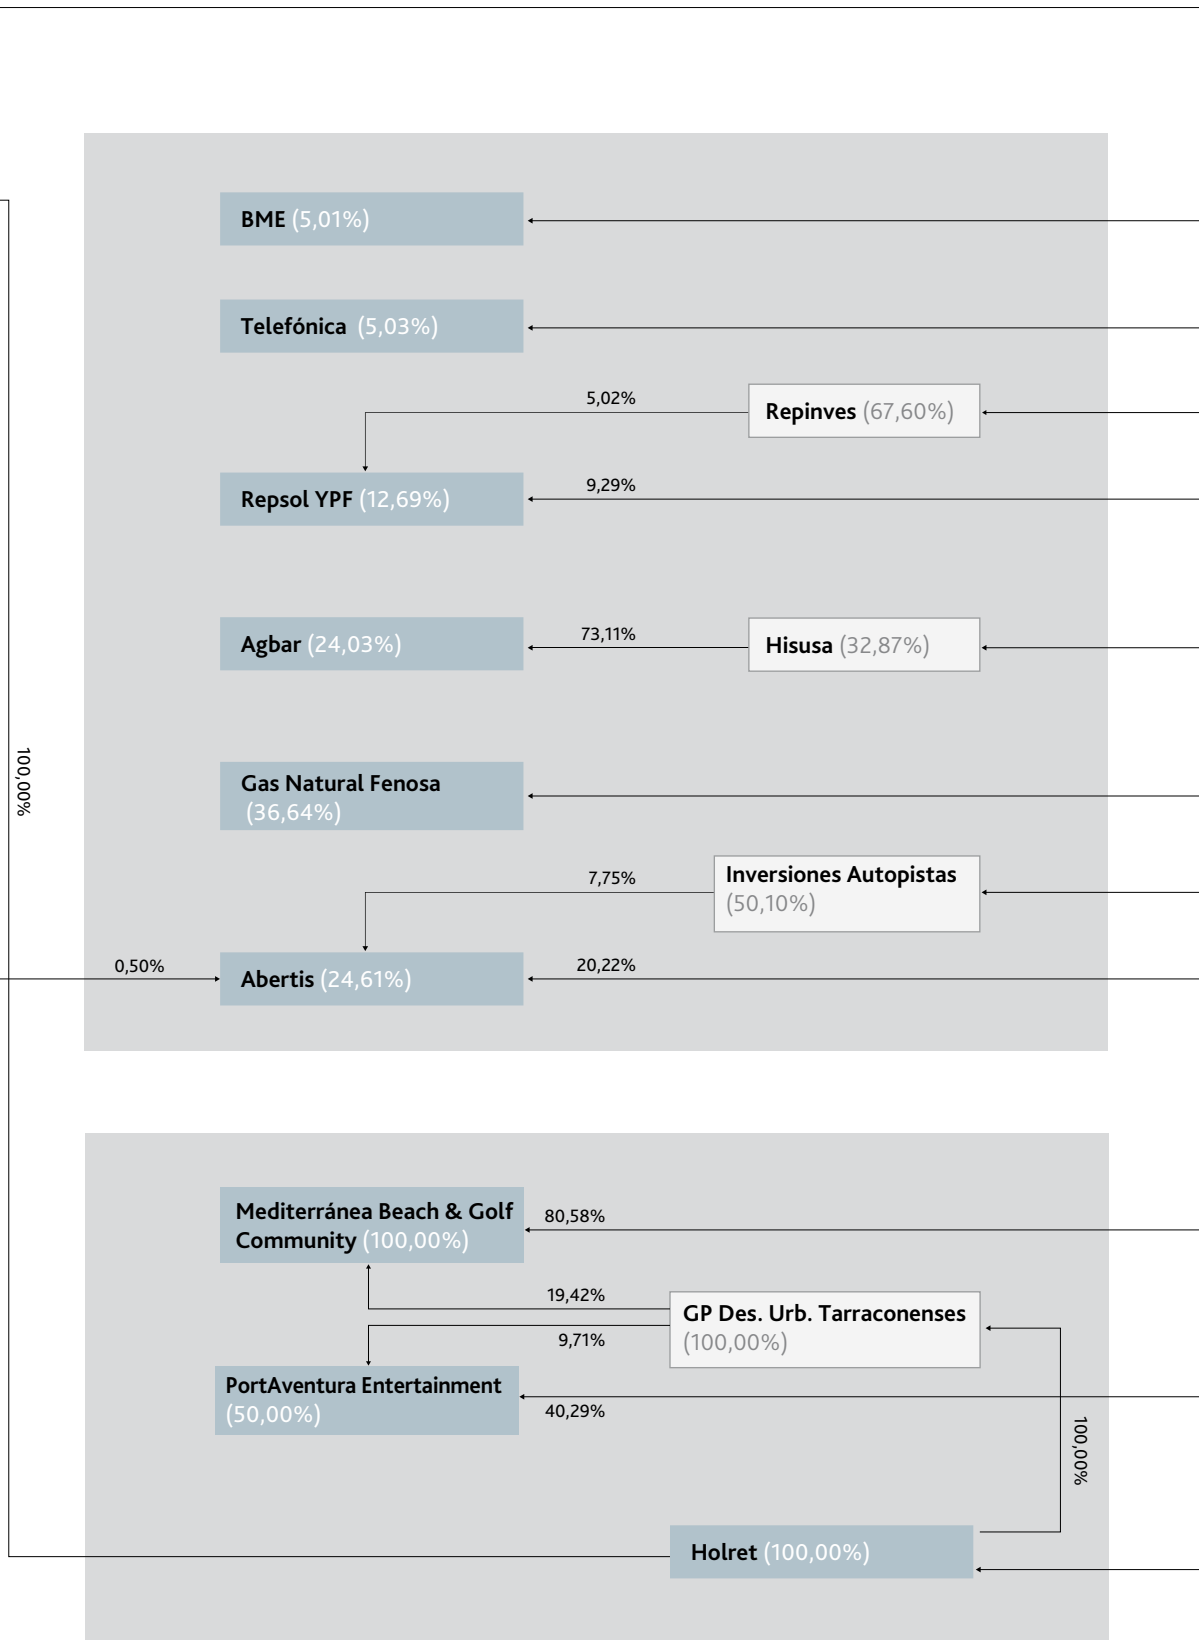 BME (5,01%)
Telefónica (5,03%)
5,02%
Repinves (67,60%)
Repsol YPF (12,69%)
9,29%
Agbar (24,03%)
73,11%
Hisusa (32,87%)
100,00%
Gas Natural Fenosa
(36,64%)
7,75%
Inversiones Autopistas
(50,10%)
0,50%
Abertis (24,61%)
20,22%
Mediterránea Beach & Golf
Community (100,00%)
80,58%
19,42%
GP Des. Urb. Tarraconenses
(100,00%)
9,71%
PortAventura Entertainment
(50,00%)
40,29%
100,00%
Holret (100,00%)